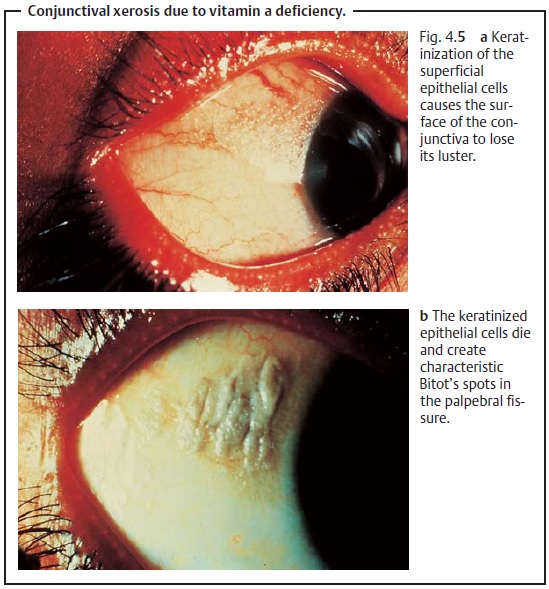 Conjunctival xerosis due to vitamin a deficiency.
Fig. 4.5 a Kerat-
inization of the
superficial
epithelial cells
causes the sur-
face of the con-
junctiva to lose
its luster.
b The keratinized
epithelial cells die
and create
characteristic
Bitot's spots in
the palpebral fis-
sure.